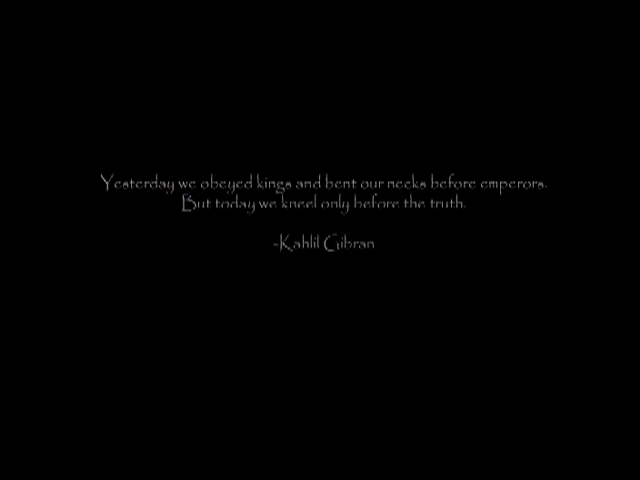 Yesterday we obeyed kings and bent our necks before emperors.
But today we kneel only before the truth.
-Kahlil Gibran